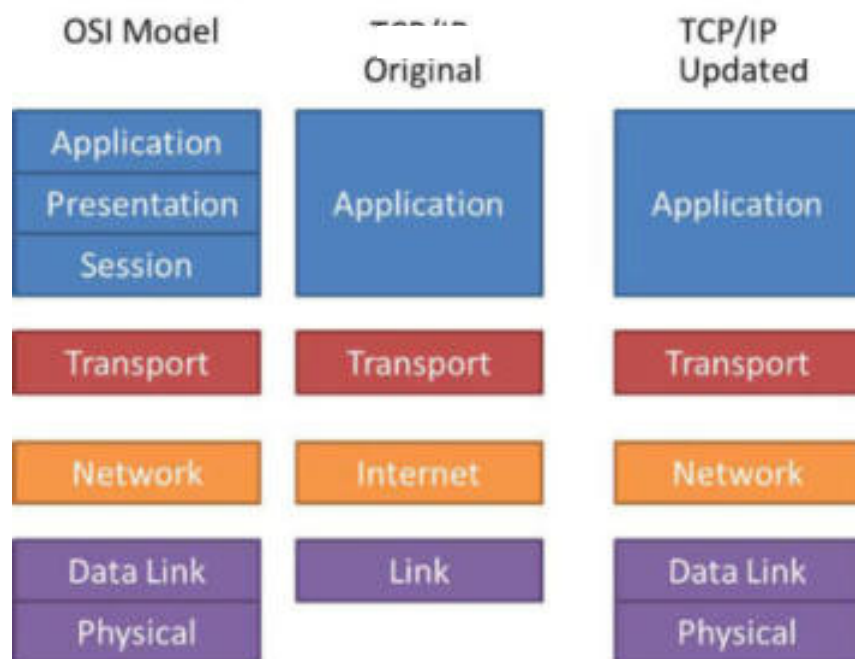 OSI Model
Original
TCP/IP
Updated
Application
Presentation
Session
Application
Application
Transport
Transport
Transport
Network
Internet
Network
Data Link
Physical
Link
Data Link
Physical